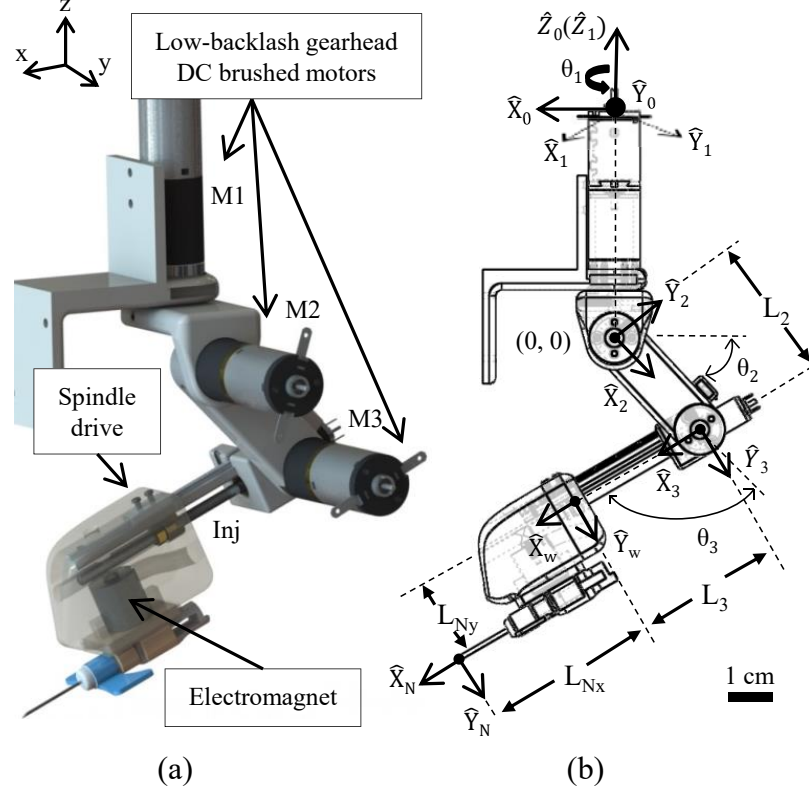 z
x
y
Low-backlash gearhead
DC brushed motors
M1
M2
M3
Spindle
drive
Inj
Electromagnet
(a)
Ẑ₀(Ẑ₁)
θ₁
Ŷ₀
X̂₀
X̂₁
Ŷ₁
Ŷ₂
L₂
(0, 0)
θ₂
X̂₂
Ŷ₃
X̂₃
θ₃
X̂w
Ŷw
L₃
LNy
LNx
X̂N
ŶN
1 cm
(b)